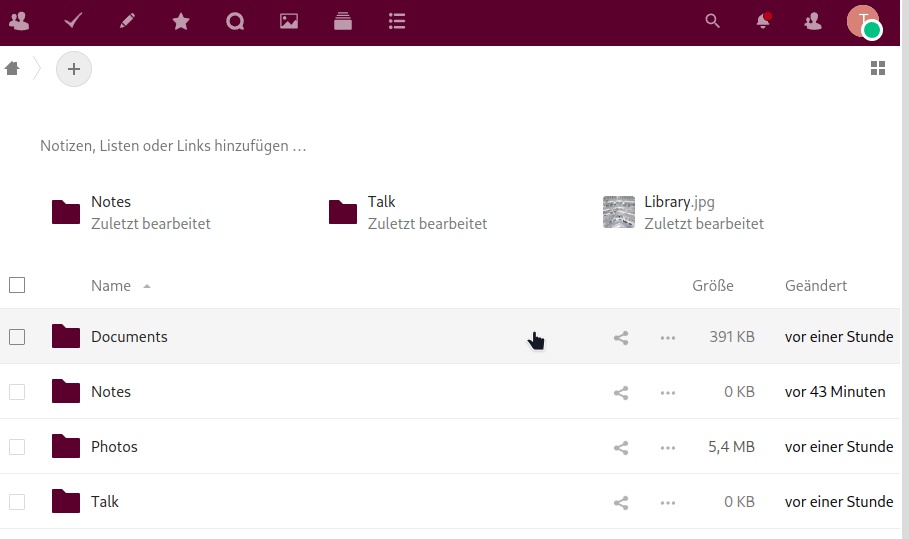 T
Notizen, Listen oder Links hinzufügen …
Notes
Zuletzt bearbeitet
Talk
Zuletzt bearbeitet
Library.jpg
Zuletzt bearbeitet
Name Größe Geändert
Documents 391 KB vor einer Stunde
Notes 0 KB vor 43 Minuten
Photos 5,4 MB vor einer Stunde
Talk 0 KB vor einer Stunde